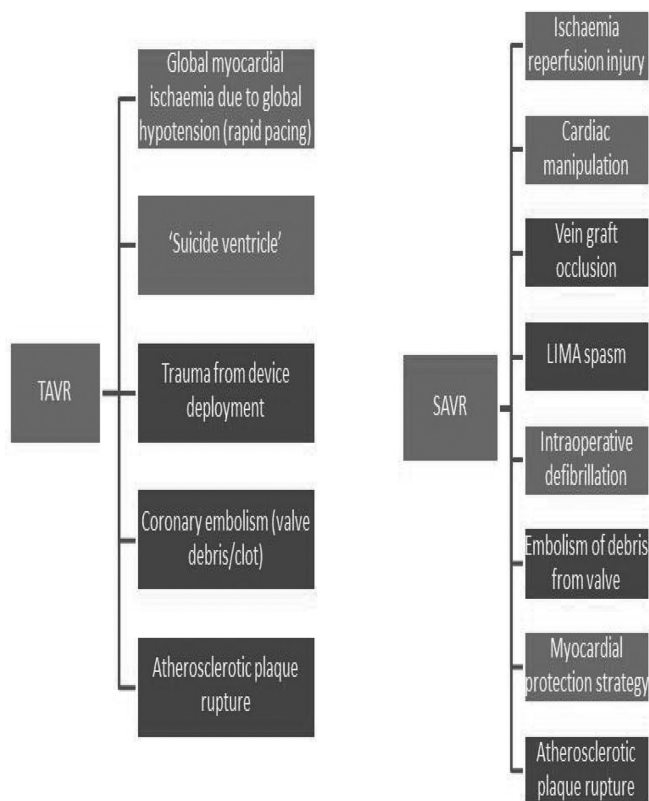 TAVR
Global myocardial
ischaemia due to global
hypotension (rapid pacing)
‘Suicide ventricle’
Trauma from device
deployment
Coronary embolism (valve
debris/clot)
Atherosclerotic plaque
rupture
SAVR
Ischaemia
reperfusion injury
Cardiac
manipulation
Vein graft
occlusion
LIMA spasm
Intraoperative
defibrillation
Embolism of debris
from valve
Myocardial
protection strategy
Atherosclerotic
plaque rupture